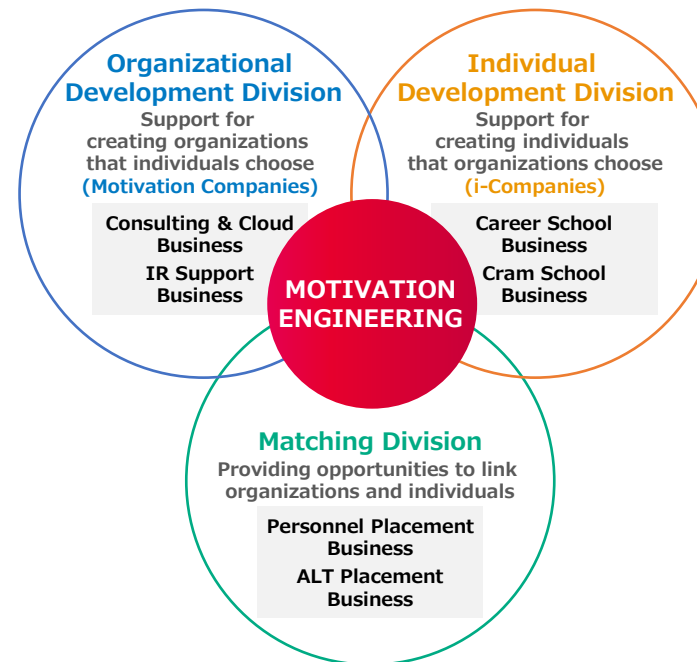 Organizational
Development Division
Support for
creating organizations
that individuals choose
(Motivation Companies)
Consulting & Cloud
Business
IR Support
Business
Individual
Development Division
Support for
creating individuals
that organizations choose
(i-Companies)
Career School
Business
Cram School
Business
MOTIVATION
ENGINEERING
Matching Division
Providing opportunities to link
organizations and individuals
Personnel Placement
Business
ALT Placement
Business